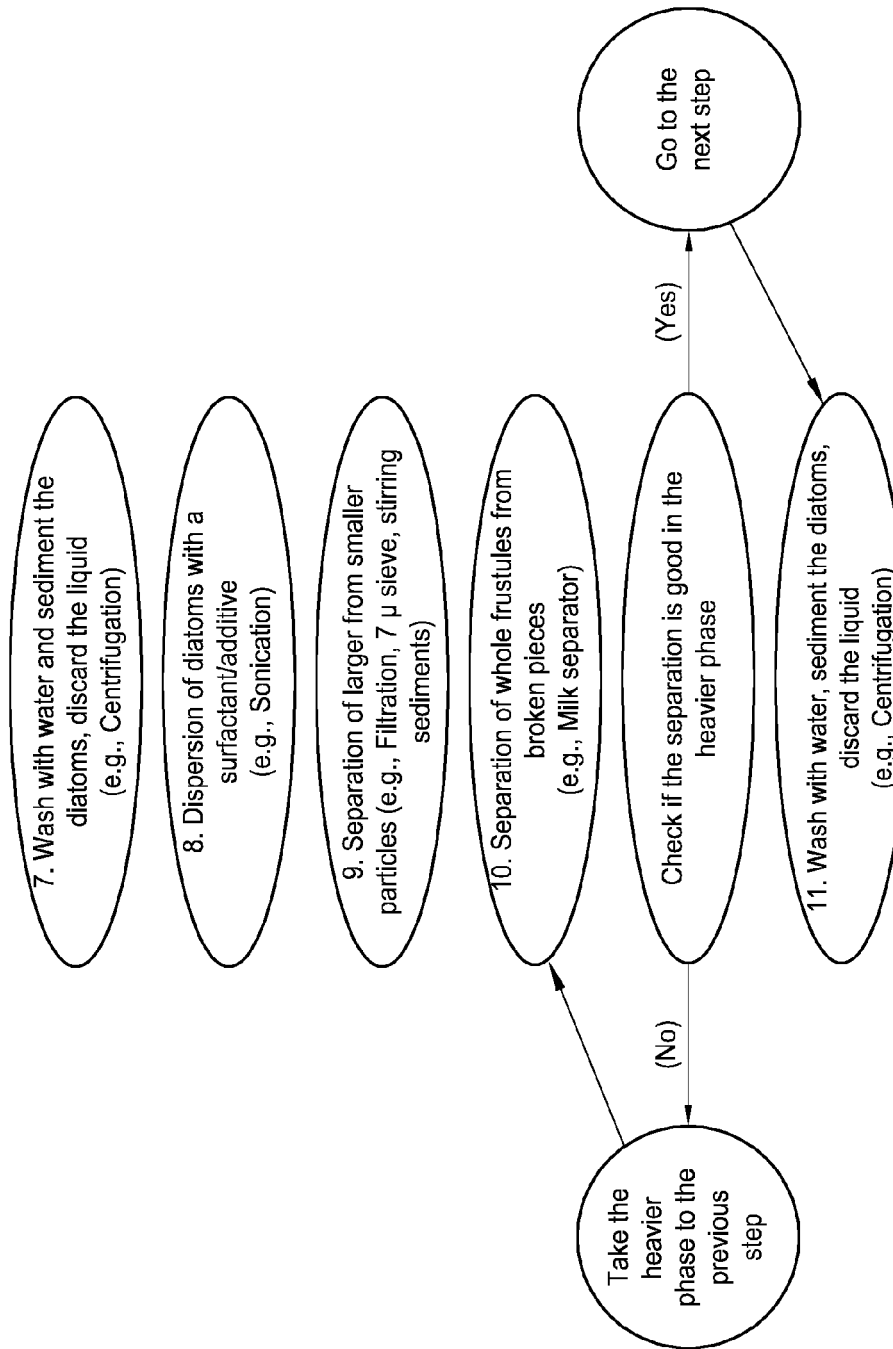 7. Wash with water and sediment the
diatoms, discard the liquid
(e.g., Centrifugation)
8. Dispersion of diatoms with a
surfactant/additive
(e.g., Sonication)
9. Separation of larger from smaller
particles (e.g., Filtration, 7 μ sieve, stirring
sediments)
10. Separation of whole frustules from
broken pieces
(e.g., Milk separator)
Check if the separation is good in the
heavier phase
(No)
Take the
heavier
phase to the
previous
step
(Yes)
Go to the
next step
11. Wash with water, sediment the diatoms,
discard the liquid
(e.g., Centrifugation)